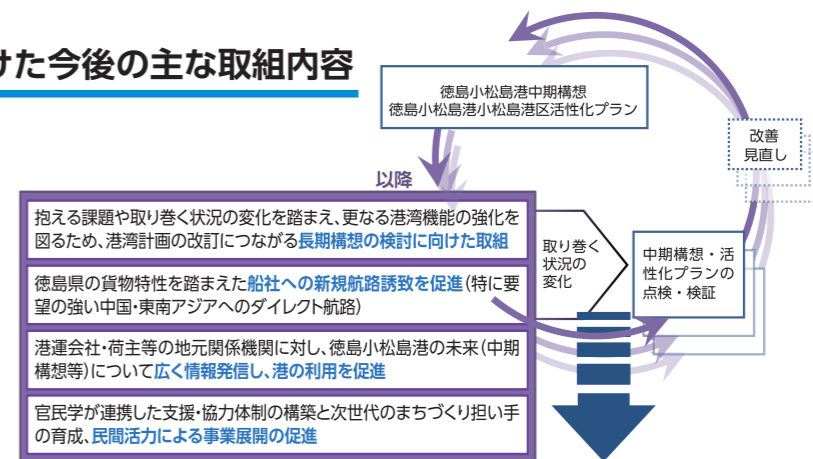 けた今後の主な取組内容
徳島小松島港中期構想
徳島小松島港小松島港区活性化プラン
改善
見直し
以降
抱える課題や取り巻く状況の変化を踏まえ、更なる港湾機能の強化を
図るため、港湾計画の改訂につながる長期構想の検討に向けた取組
徳島県の貨物特性を踏まえた船社への新規航路誘致を促進(特に要
望の強い中国・東南アジアへのダイレクト航路)
港運会社・荷主等の地元関係機関に対し、徳島小松島港の未来(中期
構想等)について広く情報発信し、港の利用を促進
官民学が連携した支援・協力体制の構築と次世代のまちづくり担い手
の育成、民間活力による事業展開の促進
取り巻く
状況の
変化
中期構想・活
性化プランの
点検・検証